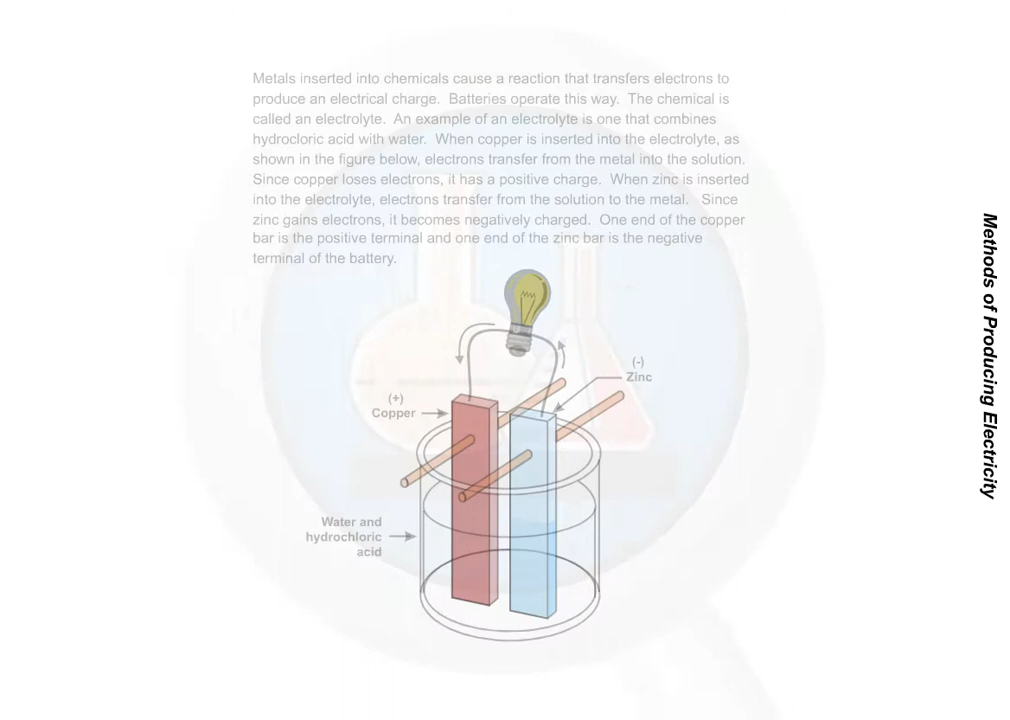 Metals inserted into chemicals cause a reaction that transfers electrons to
produce an electrical charge.  Batteries operate this way.  The chemical is
called an electrolyte.  An example of an electrolyte is one that combines
hydrocloric acid with water.  When copper is inserted into the electrolyte, as
shown in the figure below, electrons transfer from the metal into the solution.
Since copper loses electrons, it has a positive charge.  When zinc is inserted
into the electrolyte, electrons transfer from the solution to the metal.  Since
zinc gains electrons, it becomes negatively charged.  One end of the copper
bar is the positive terminal and one end of the zinc bar is the negative
terminal of the battery.
(-)
Zinc
(+)
Copper
Water and
hydrochloric
acid
Methods of Producing Electricity